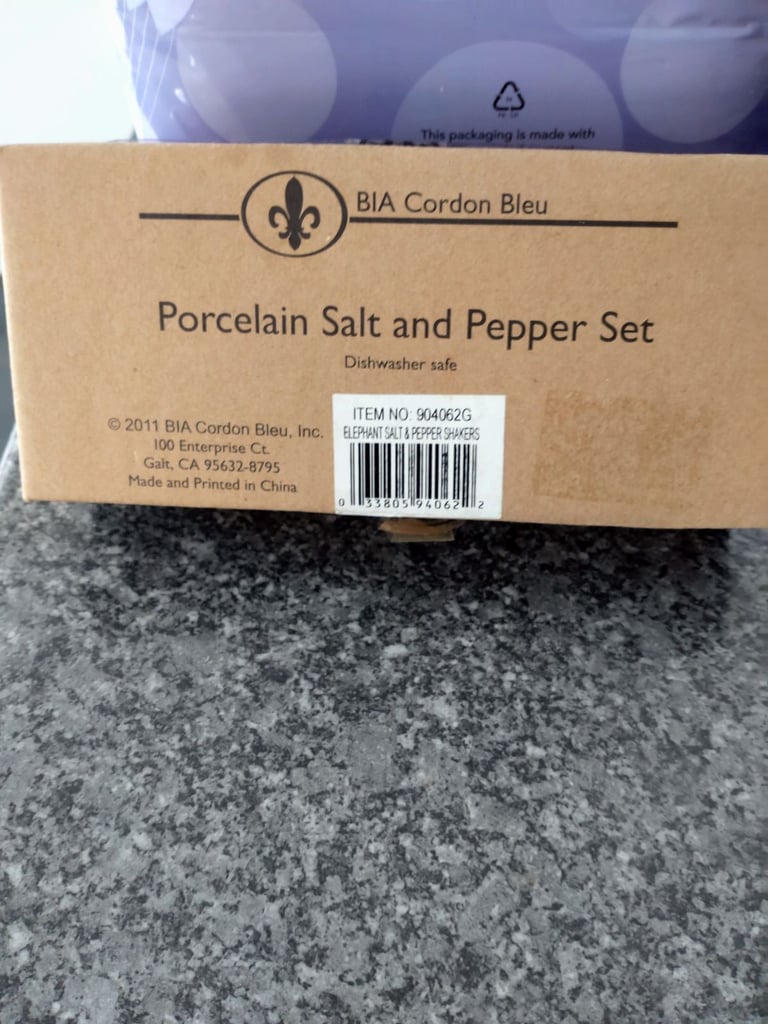 This packaging is made with
BIA Cordon Bleu
Porcelain Salt and Pepper Set
Dishwasher safe
© 2011 BIA Cordon Bleu, Inc.
100 Enterprise Ct.
Galt, CA 95632-8795
Made and Printed in China
ITEM NO: 904062G
ELEPHANT SALT & PEPPER SHAKERS
0 33805 94062 2